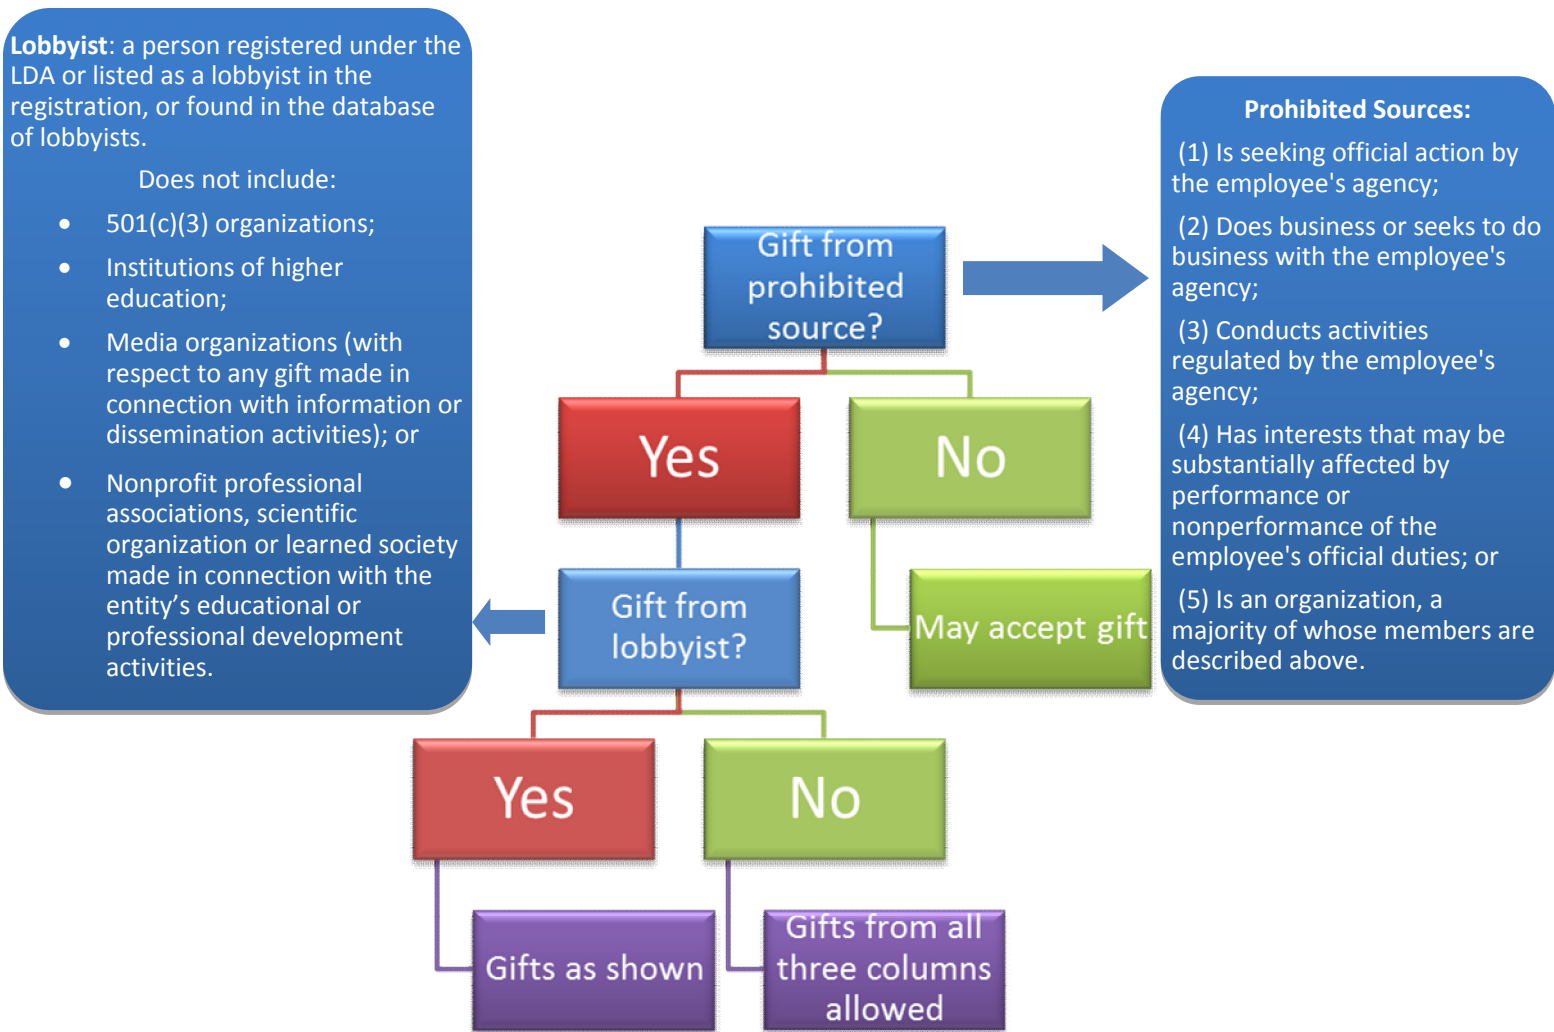 Lobbyist: a person registered under the
LDA or listed as a lobbyist in the
registration, or found in the database
of lobbyists.
Does not include:
• 501(c)(3) organizations;
• Institutions of higher
education;
• Media organizations (with
respect to any gift made in
connection with information or
dissemination activities); or
• Nonprofit professional
associations, scientific
organization or learned society
made in connection with the
entity’s educational or
professional development
activities.
Gift from
prohibited
source?
Prohibited Sources:
(1) Is seeking official action by
the employee's agency;
(2) Does business or seeks to do
business with the employee's
agency;
(3) Conducts activities
regulated by the employee's
agency;
(4) Has interests that may be
substantially affected by
performance or
nonperformance of the
employee's official duties; or
(5) Is an organization, a
majority of whose members are
described above.
Yes
No
Gift from
lobbyist?
May accept gift
Yes
No
Gifts as shown
Gifts from all
three columns
allowed